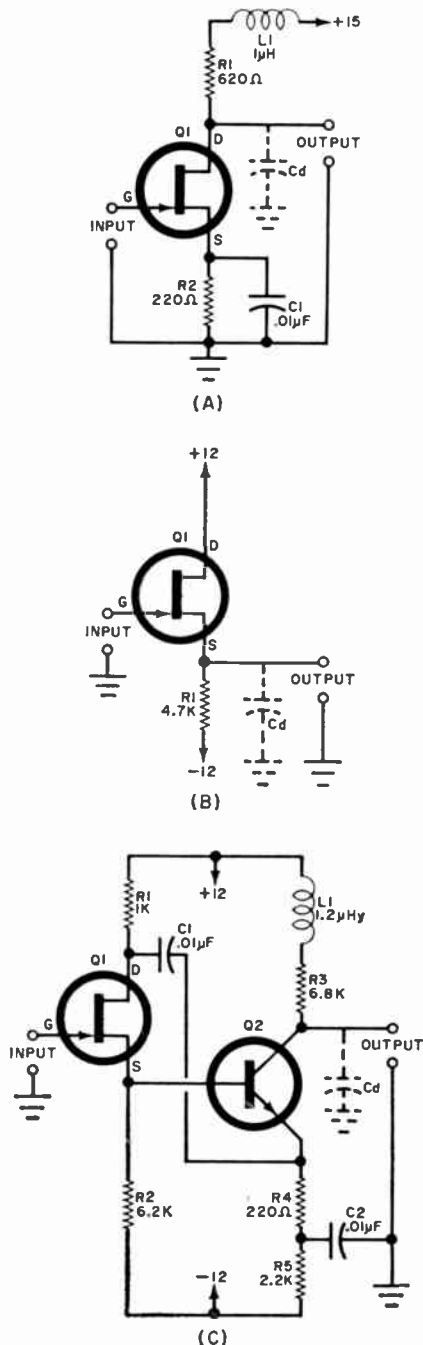 L1
1μH
+15
R1
620Ω
Q1
D
OUTPUT
Cd
G
INPUT
S
R2
220Ω
C1
.01μF
(A)
+12
Q1
D
G
INPUT
S
OUTPUT
R1
4.7K
Cd
-12
(B)
R1
1K
+12
L1
1.2μHy
C1
.01μF
Q1
D
R3
6.8K
G
INPUT
Q2
OUTPUT
S
Cd
R2
6.2K
R4
220Ω
C2
.01μF
R5
2.2K
-12
(C)